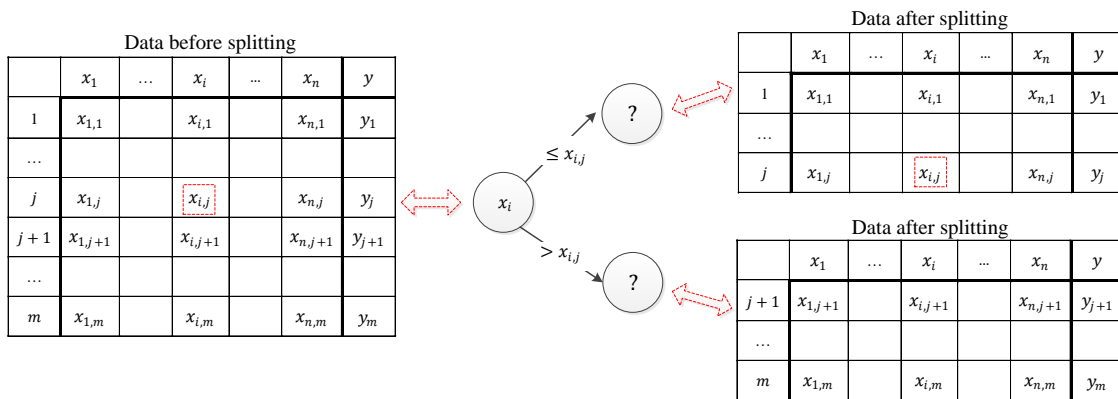 Data before splitting
x₁ … xᵢ ... xₙ y
1 x₁,₁ xᵢ,₁ xₙ,₁ y₁
...
j x₁,ⱼ xᵢ,ⱼ xₙ,ⱼ yⱼ
j + 1 x₁,ⱼ₊₁ xᵢ,ⱼ₊₁ xₙ,ⱼ₊₁ yⱼ₊₁
...
m x₁,ₘ xᵢ,ₘ xₙ,ₘ yₘ
?
≤ xᵢ,ⱼ
xᵢ
> xᵢ,ⱼ
?
Data after splitting
x₁ … xᵢ ... xₙ y
1 x₁,₁ xᵢ,₁ xₙ,₁ y₁
...
j x₁,ⱼ xᵢ,ⱼ xₙ,ⱼ yⱼ
Data after splitting
x₁ … xᵢ ... xₙ y
j + 1 x₁,ⱼ₊₁ xᵢ,ⱼ₊₁ xₙ,ⱼ₊₁ yⱼ₊₁
...
m x₁,ₘ xᵢ,ₘ xₙ,ₘ yₘ